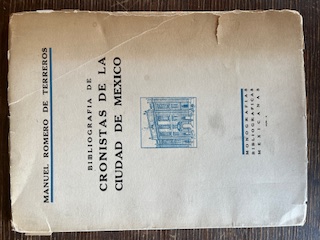 MANUEL ROMERO DE TERREROS
BIBLIOGRAFIA DE
CRONISTAS DE LA
CIUDAD DE MEXICO
MONOGRAFIAS
BIBLIOGRAFICAS
MEXICANAS